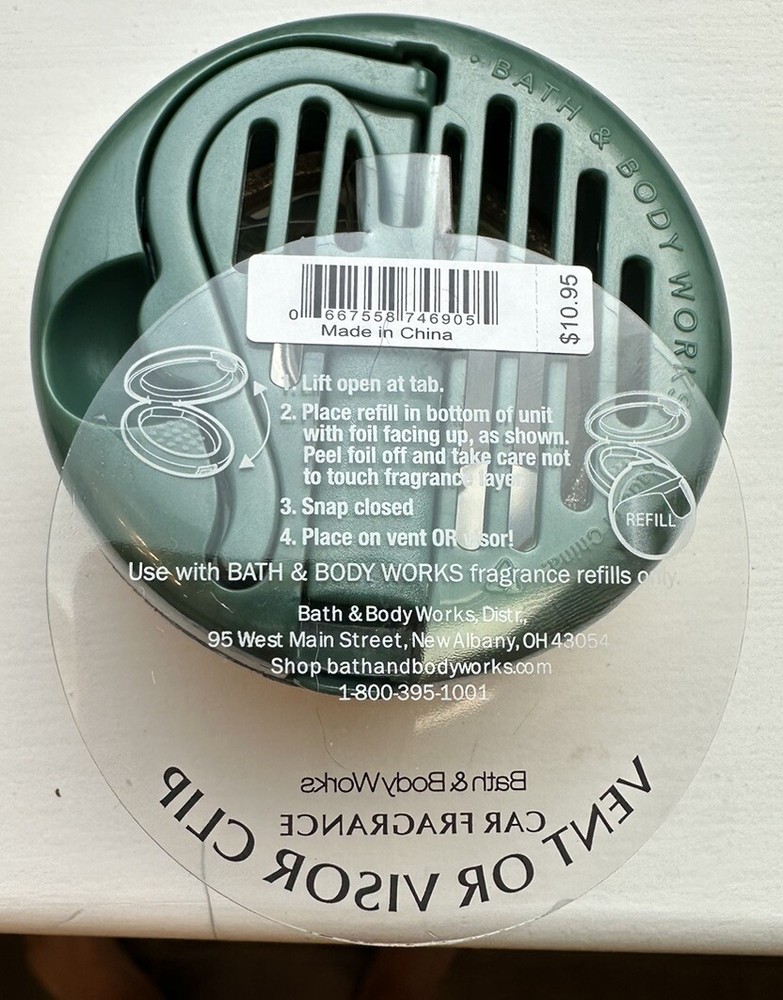 • BATH & BODY WORKS
0 667558 746905
Made in China
$10.95
1. Lift open at tab.
2. Place refill in bottom of unit
with foil facing up, as shown.
Peel foil off and take care not
to touch fragrance layer.
3. Snap closed
4. Place on vent OR visor!
REFILL
Use with BATH & BODY WORKS fragrance refills only.
Bath & Body Works, Distr.,
95 West Main Street, New Albany, OH 43054
Shop bathandbodyworks.com
1-800-395-1001
Bath & Body Works
CAR FRAGRANCE
VENT OR VISOR CLIP